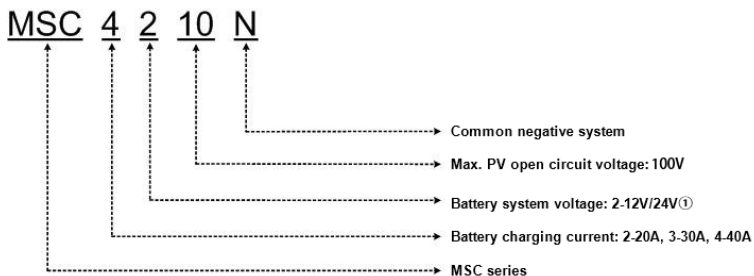 MSC 4 2 10 N
Common negative system
Max. PV open circuit voltage: 100V
Battery system voltage: 2-12V/24V①
Battery charging current: 2-20A, 3-30A, 4-40A
MSC series